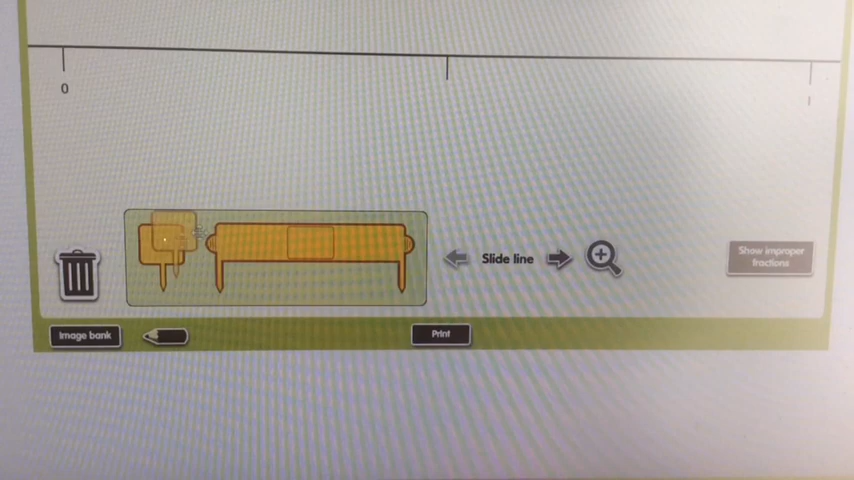 0
1
Slide line
Show improper
fractions
Image bank
Print